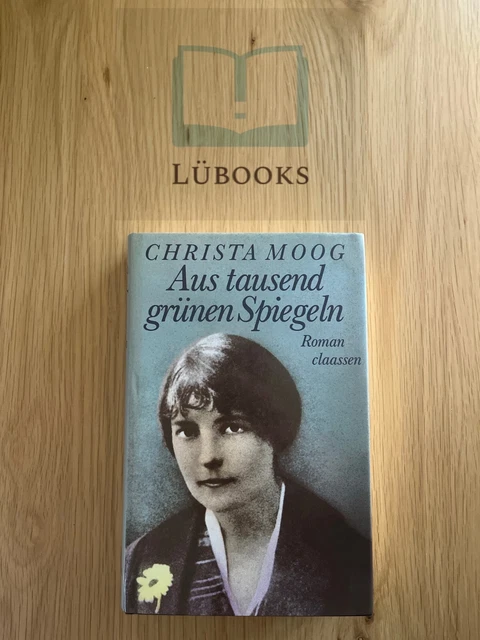 LÜBOOKS
CHRISTA MOOG
Aus tausend
grünen Spiegeln
Roman
claassen